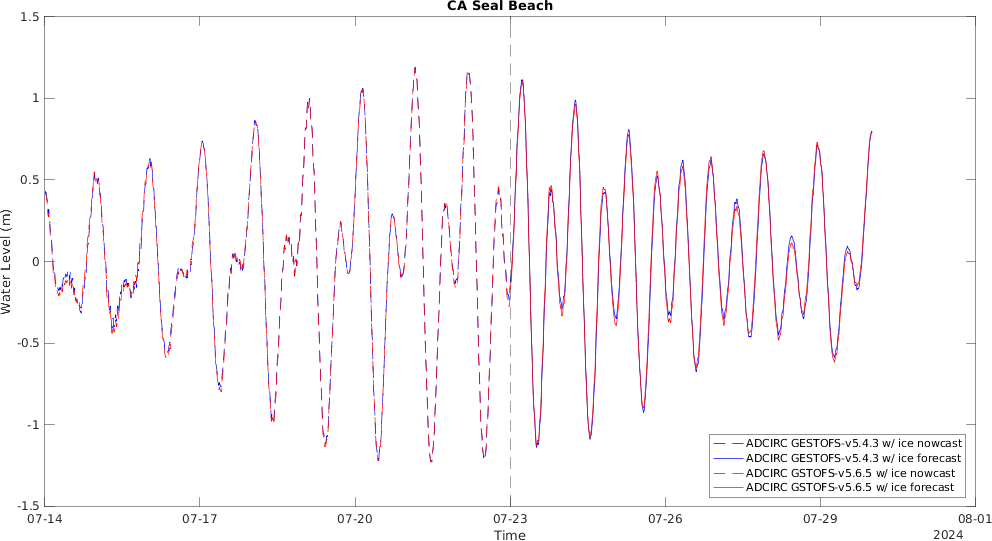 CA Seal Beach
1.5
1
0.5
0
-0.5
-1
-1.5
Water Level (m)
07-14
07-17
07-20
07-23
07-26
07-29
08-01
Time
2024
ADCIRC GESTOFS-v5.4.3 w/ ice nowcast
ADCIRC GESTOFS-v5.4.3 w/ ice forecast
ADCIRC GSTOFS-v5.6.5 w/ ice nowcast
ADCIRC GSTOFS-v5.6.5 w/ ice forecast